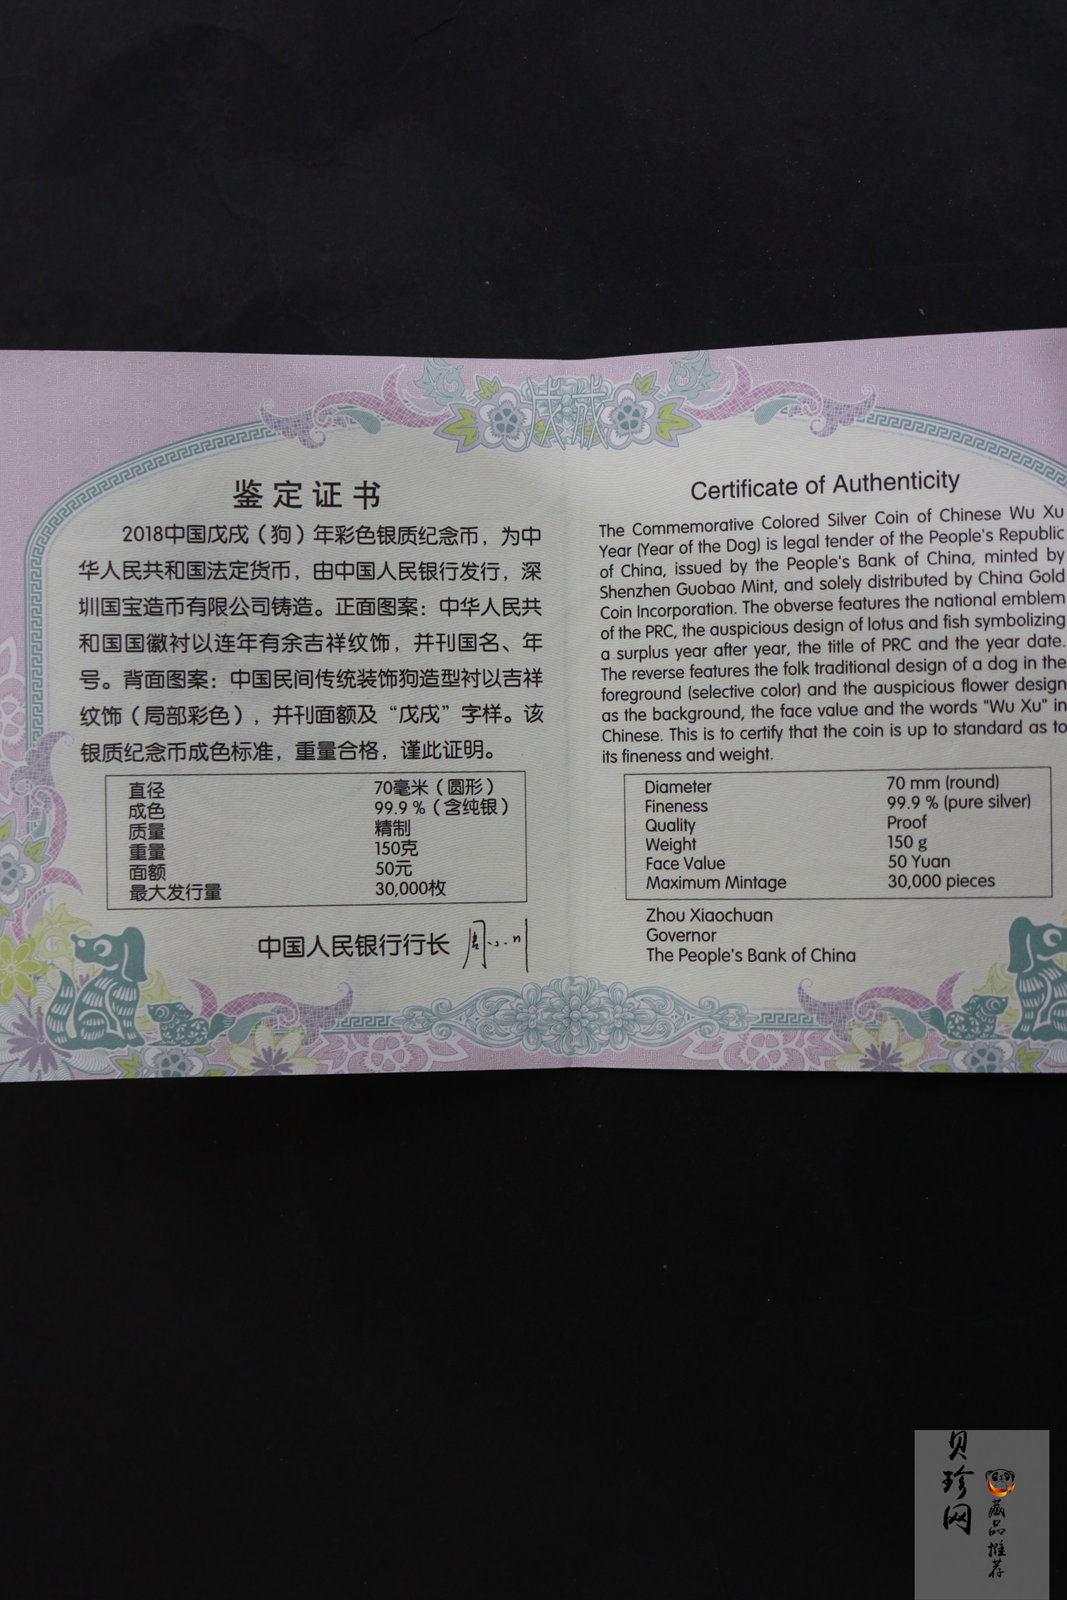 鉴定证书
2018中国戊戌（狗）年彩色银质纪念币，为中
华人民共和国法定货币，由中国人民银行发行，深
圳国宝造币有限公司铸造。正面图案：中华人民共
和国国徽衬以连年有余吉祥纹饰，并刊国名、年
号。背面图案：中国民间传统装饰狗造型衬以吉祥
纹饰（局部彩色），并刊面额及“戊戌”字样。该
银质纪念币成色标准，重量合格，谨此证明。
直径 70毫米（圆形）
成色 99.9％（含纯银）
质量 精制
重量 150克
面额 50元
最大发行量 30,000枚
中国人民银行行长 周小川
Certificate of Authenticity
The Commemorative Colored Silver Coin of Chinese Wu Xu
Year (Year of the Dog) is legal tender of the People's Republic
of China, issued by the People's Bank of China, minted by
Shenzhen Guobao Mint, and solely distributed by China Gold
Coin Incorporation. The obverse features the national emblem
of the PRC, the auspicious design of lotus and fish symbolizing
a surplus year after year, the title of PRC and the year date.
The reverse features the folk traditional design of a dog in the
foreground (selective color) and the auspicious flower design
as the background, the face value and the words "Wu Xu" in
Chinese. This is to certify that the coin is up to standard as to
its fineness and weight.
Diameter 70 mm (round)
Fineness 99.9 % (pure silver)
Quality Proof
Weight 150 g
Face Value 50 Yuan
Maximum Mintage 30,000 pieces
Zhou Xiaochuan
Governor
The People's Bank of China
贝珍网
藏品推荐